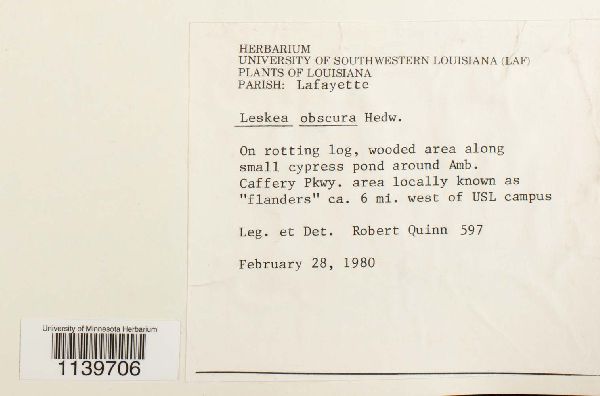 HERBARIUM
UNIVERSITY OF SOUTHWESTERN LOUISIANA (LAF)
PLANTS OF LOUISIANA
PARISH: Lafayette
Leskea obscura Hedw.
On rotting log, wooded area along
small cypress pond around Amb.
Caffery Pkwy. area locally known as
"flanders" ca. 6 mi. west of USL campus
Leg. et Det. Robert Quinn 597
February 28, 1980
University of Minnesota Herbarium
1139706